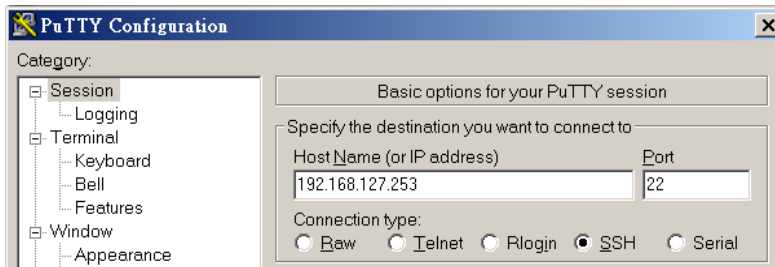 PuTTY Configuration
Category:
Session
Logging
Terminal
Keyboard
Bell
Features
Window
Appearance
Basic options for your PuTTY session
Specify the destination you want to connect to
Host Name (or IP address) Port
192.168.127.253 22
Connection type:
Raw Telnet Rlogin SSH Serial